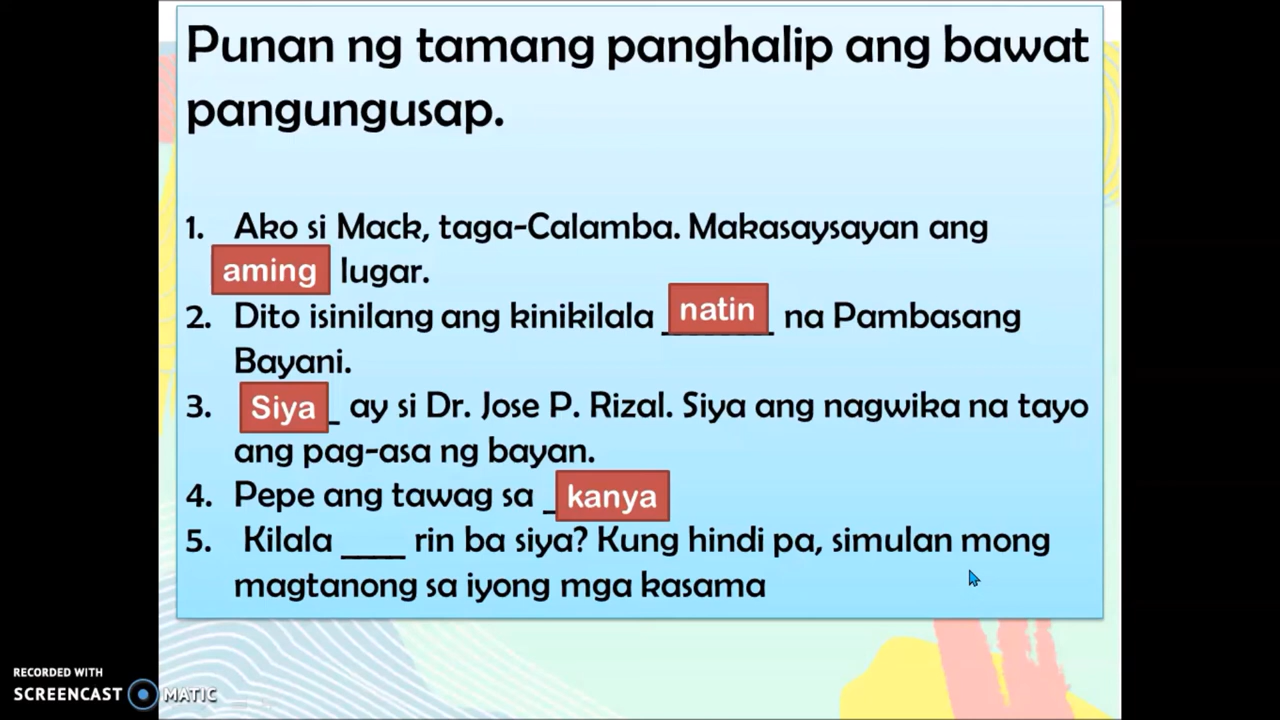 Punan ng tamang panghalip ang bawat
pangungusap.
1. Ako si Mack, taga-Calamba. Makasaysayan ang
aming lugar.
2. Dito isinilang ang kinikilala natin na Pambasang
Bayani.
3. Siya_ ay si Dr. Jose P. Rizal. Siya ang nagwika na tayo
ang pag-asa ng bayan.
4. Pepe ang tawag sa _kanya
5. Kilala ____ rin ba siya? Kung hindi pa, simulan mong
magtanong sa iyong mga kasama
RECORDED WITH
SCREENCAST MATIC